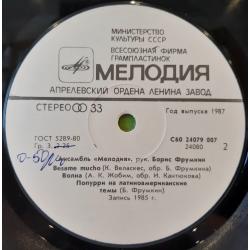 МИНИСТЕРСТВО
КУЛЬТУРЫ СССР
ВСЕСОЮЗНАЯ ФИРМА
ГРАМПЛАСТИНОК
МЕЛОДИЯ
АПРЕЛЕВСКИЙ ОРДЕНА ЛЕНИНА ЗАВОД
СТЕРЕО 33
Год выпуска 1987
ГОСТ 5289-80
С60 24079 007
Гр. 3.
24080
2
Ансамбль «Мелодия», рук. Борис Фрумкин
Besame mucho (К. Веласкес, обр. Б. Фрумкина)
Волна (А. К. Жобим, обр. И. Кантюкова)
Попурри на латиноамериканские
темы (Б. Фрумкин)
Запись 1985 г.